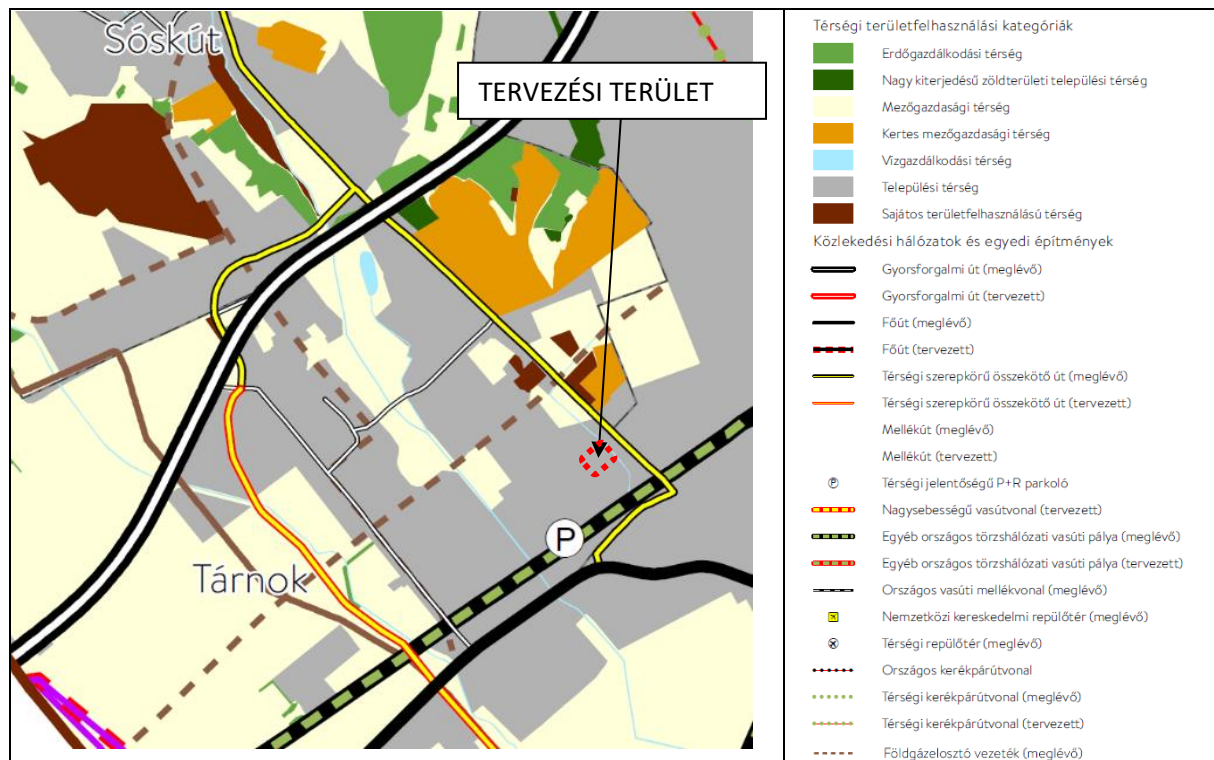 Sóskút
TERVEZÉSI TERÜLET
P
Tárnok
Térségi területfelhasználási kategóriák
Erdőgazdálkodási térség
Nagy kiterjedésű zöldterületi települési térség
Mezőgazdasági térség
Kertes mezőgazdasági térség
Vízgazdálkodási térség
Települési térség
Sajátos területfelhasználású térség
Közlekedési hálózatok és egyedi építmények
Gyorsforgalmi út (meglévő)
Gyorsforgalmi út (tervezett)
Főút (meglévő)
Főút (tervezett)
Térségi szerepkörű összekötő út (meglévő)
Térségi szerepkörű összekötő út (tervezett)
Mellékút (meglévő)
Mellékút (tervezett)
P Térségi jelentőségű P+R parkoló
Nagysebességű vasútvonal (tervezett)
Egyéb országos törzshálózati vasúti pálya (meglévő)
Egyéb országos törzshálózati vasúti pálya (tervezett)
Országos vasúti mellékvonal (meglévő)
Nemzetközi kereskedelmi repülőtér (meglévő)
Térségi repülőtér (meglévő)
Országos kerékpárútvonal
Térségi kerékpárútvonal (meglévő)
Térségi kerékpárútvonal (tervezett)
Földgázelosztó vezeték (meglévő)